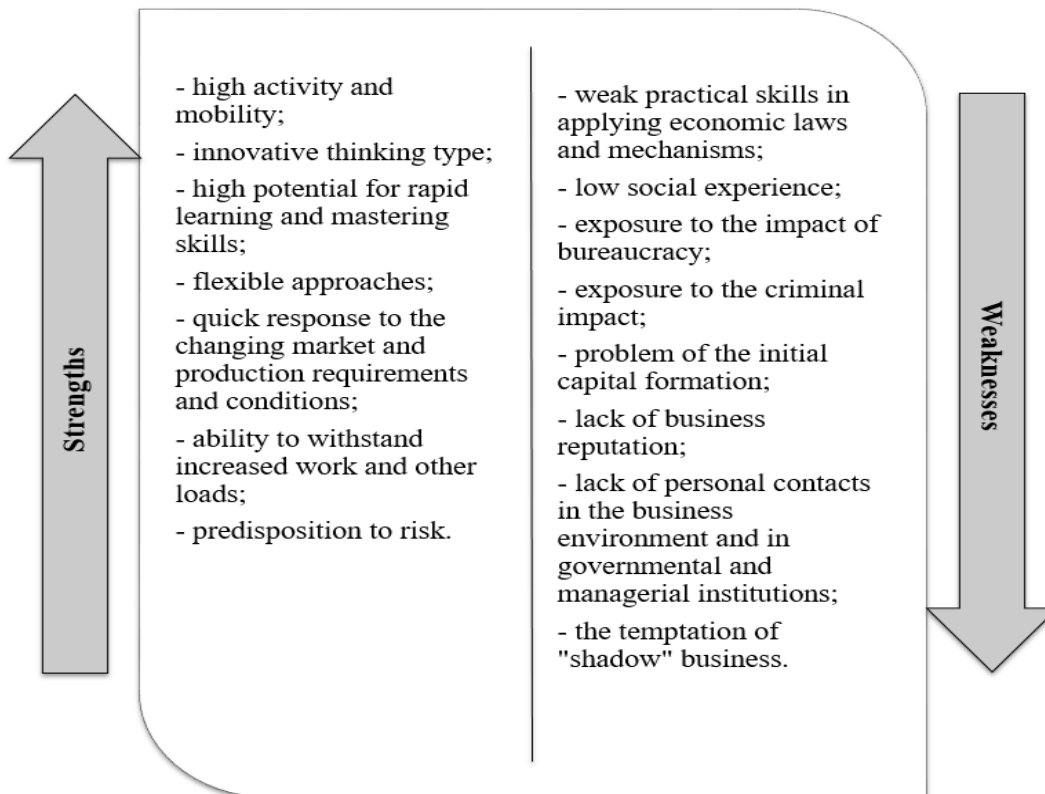 Strengths
- high activity and
mobility;
- innovative thinking type;
- high potential for rapid
learning and mastering
skills;
- flexible approaches;
- quick response to the
changing market and
production requirements
and conditions;
- ability to withstand
increased work and other
loads;
- predisposition to risk.
- weak practical skills in
applying economic laws
and mechanisms;
- low social experience;
- exposure to the impact of
bureaucracy;
- exposure to the criminal
impact;
- problem of the initial
capital formation;
- lack of business
reputation;
- lack of personal contacts
in the business
environment and in
governmental and
managerial institutions;
- the temptation of
"shadow" business.
Weaknesses